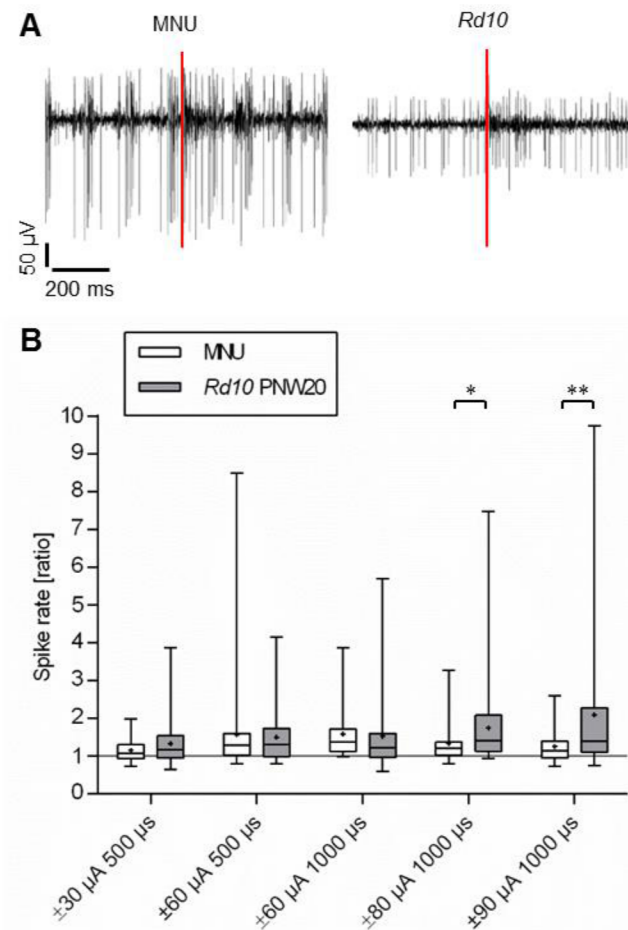 A
MNU
Rd10
50 µV
200 ms
B
MNU
Rd10 PNW20
* **
10
9
8
7
6
5
4
3
2
1
0
Spike rate [ratio]
±30 µA 500 µs
±60 µA 500 µs
±60 µA 1000 µs
±80 µA 1000 µs
±90 µA 1000 µs